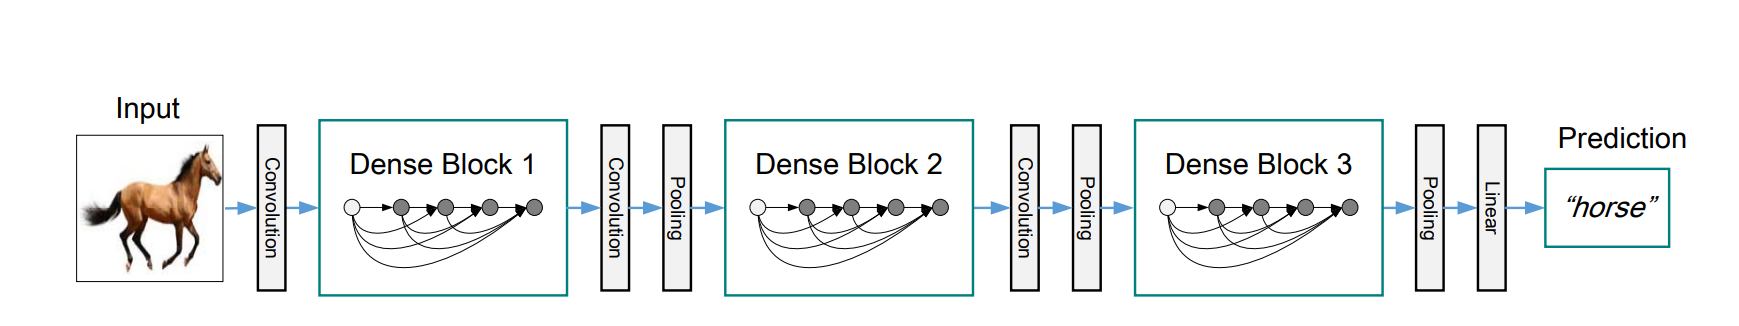 Input
Convolution
Dense Block 1
Convolution
Pooling
Dense Block 2
Convolution
Pooling
Dense Block 3
Pooling
Linear
Prediction
“horse”